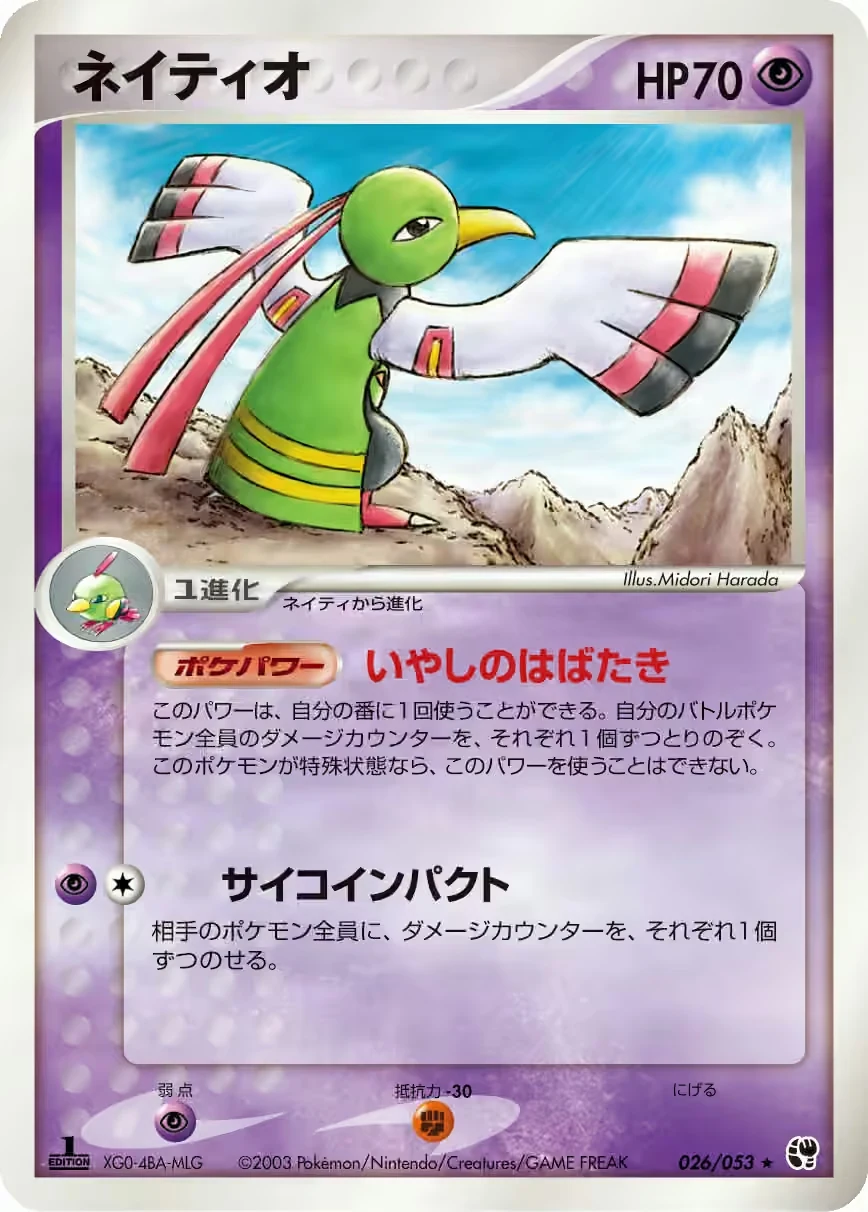 ネイティオ
HP70
Illus.Midori Harada
1進化
ネイティから進化
ポケパワー いやしのはばたき
このパワーは、自分の番に1回使うことができる。自分のバトルポケ
モン全員のダメージカウンターを、それぞれ1個ずつとりのぞく。
このポケモンが特殊状態なら、このパワーを使うことはできない。
サイコインパクト
相手のポケモン全員に、ダメージカウンターを、それぞれ1個
ずつのせる。
弱点 抵抗力 -30 にげる
1 EDITION XG0-4BA-MLG ©2003 Pokémon/Nintendo/Creatures/GAME FREAK 026/053 ★